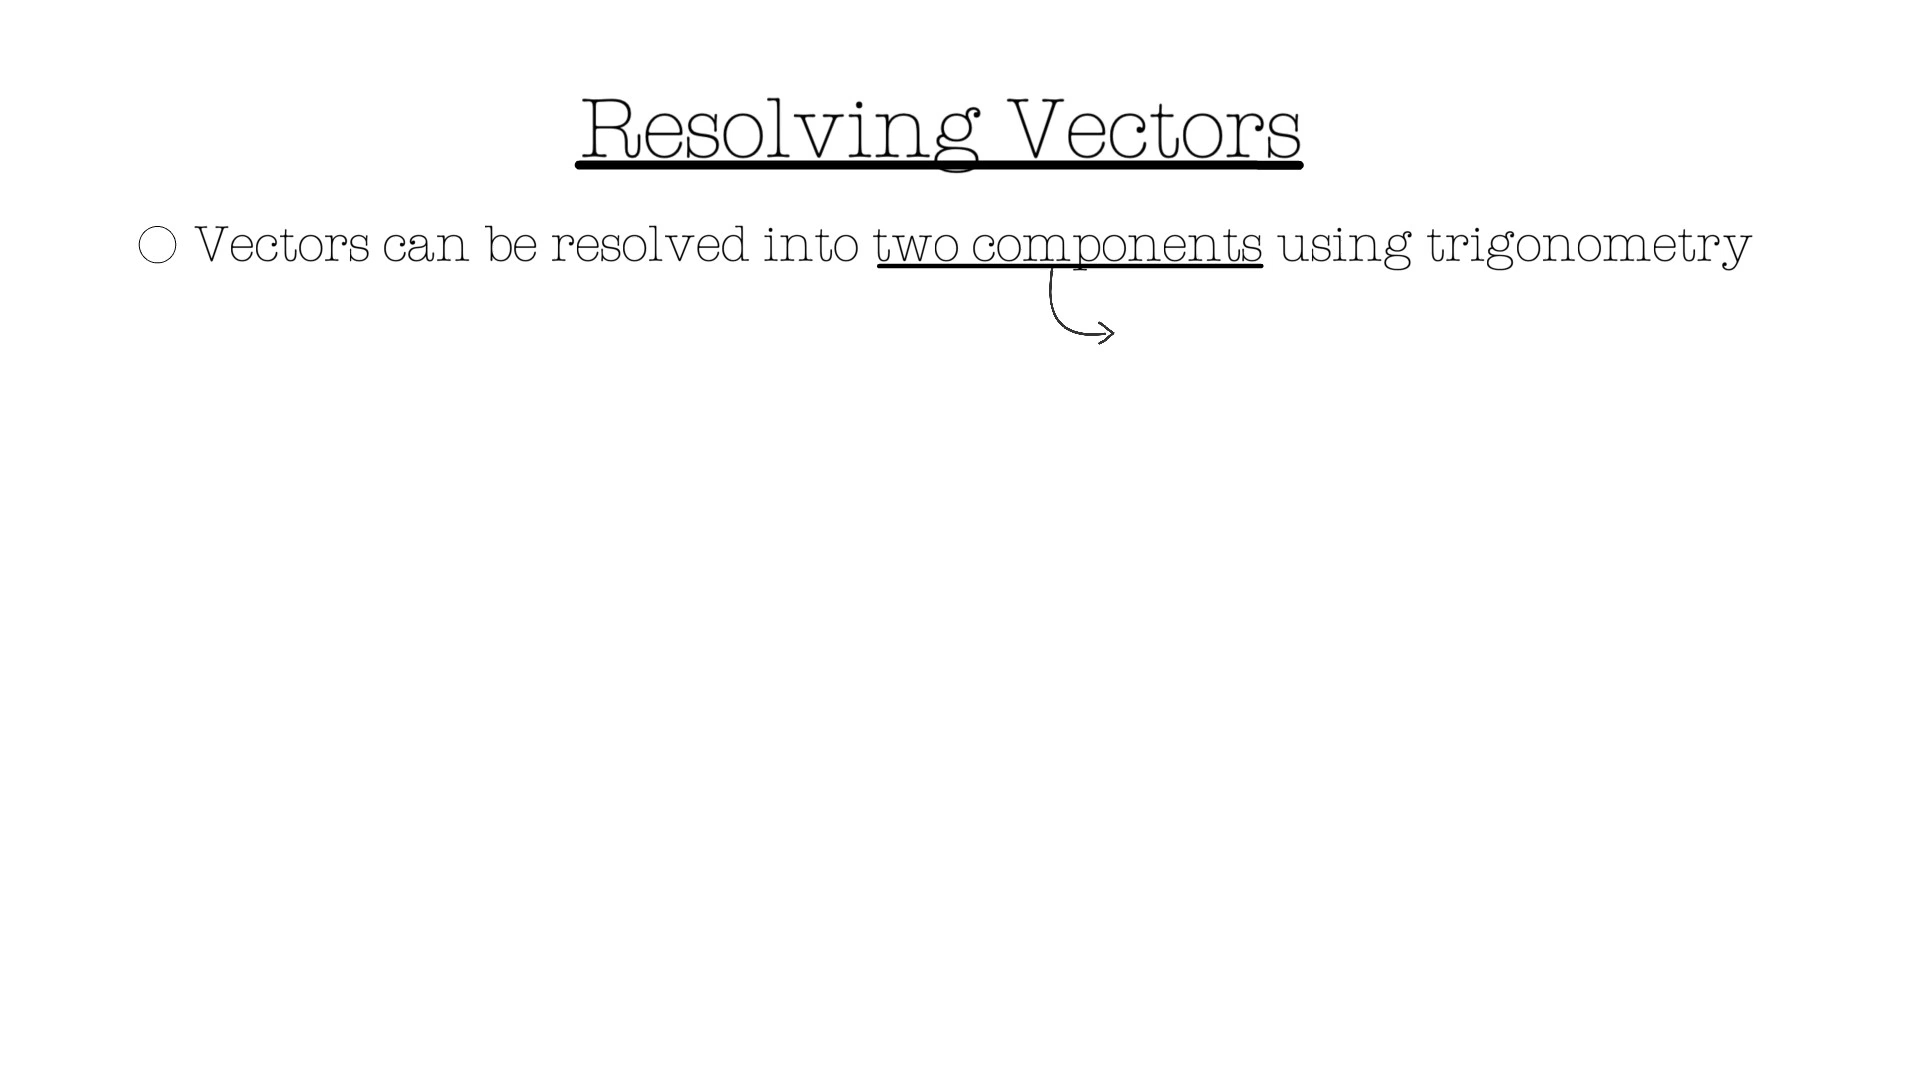 Resolving Vectors
Vectors can be resolved into two components using trigonometry